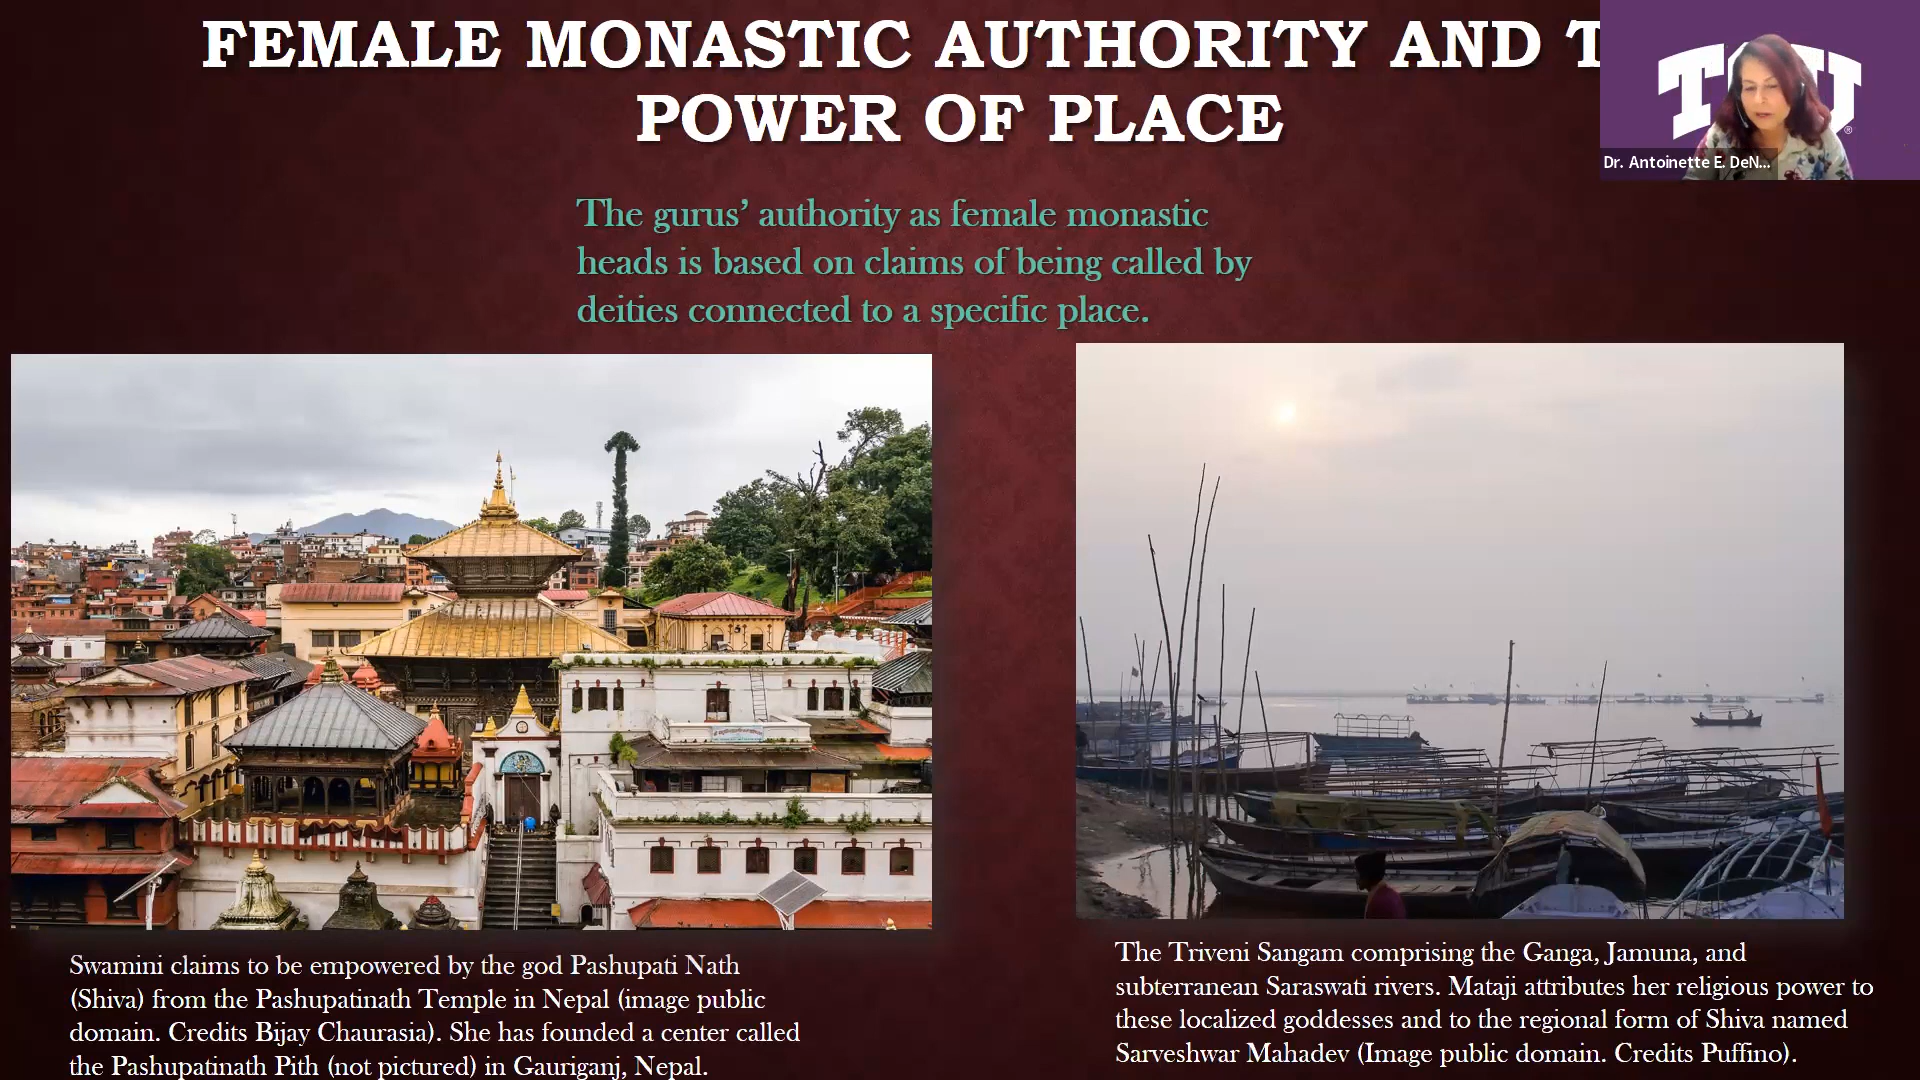 FEMALE MONASTIC AUTHORITY AND T
POWER OF PLACE
Dr. Antoinette E. DeN...
The gurus’ authority as female monastic
heads is based on claims of being called by
deities connected to a specific place.
Swamini claims to be empowered by the god Pashupati Nath
(Shiva) from the Pashupatinath Temple in Nepal (image public
domain. Credits Bijay Chaurasia). She has founded a center called
the Pashupatinath Pith (not pictured) in Gauriganj, Nepal.
The Triveni Sangam comprising the Ganga, Jamuna, and
subterranean Saraswati rivers. Mataji attributes her religious power to
these localized goddesses and to the regional form of Shiva named
Sarveshwar Mahadev (Image public domain. Credits Puffino).